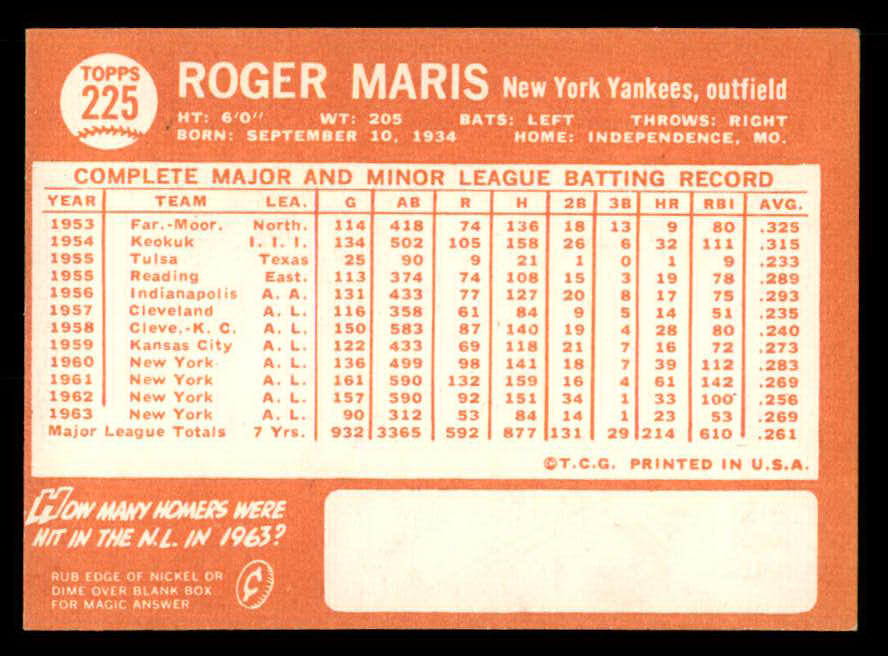 TOPPS
225
ROGER MARIS New York Yankees, outfield
HT: 6'0" WT: 205 BATS: LEFT THROWS: RIGHT
BORN: SEPTEMBER 10, 1934 HOME: INDEPENDENCE, MO.
COMPLETE MAJOR AND MINOR LEAGUE BATTING RECORD
YEAR TEAM LEA. G AB R H 2B 3B HR RBI AVG.
1953 Far.-Moor. North. 114 418 74 136 18 13 9 80 .325
1954 Keokuk I. I. I. 134 502 105 158 26 6 32 111 .315
1955 Tulsa Texas 25 90 9 21 1 0 1 9 .233
1955 Reading East. 113 374 74 108 15 3 19 78 .289
1956 Indianapolis A. A. 131 433 77 127 20 8 17 75 .293
1957 Cleveland A. L. 116 358 61 84 9 5 14 51 .235
1958 Cleve.-K. C. A. L. 150 583 87 140 19 4 28 80 .240
1959 Kansas City A. L. 122 433 69 118 21 7 16 72 .273
1960 New York A. L. 136 499 98 141 18 7 39 112 .283
1961 New York A. L. 161 590 132 159 16 4 61 142 .269
1962 New York A. L. 157 590 92 151 34 1 33 100 .256
1963 New York A. L. 90 312 53 84 14 1 23 53 .269
Major League Totals 7 Yrs. 932 3365 592 877 131 29 214 610 .261
©T.C.G. PRINTED IN U.S.A.
HOW MANY HOMERS WERE
HIT IN THE N.L. IN 1963?
RUB EDGE OF NICKEL OR
DIME OVER BLANK BOX
FOR MAGIC ANSWER